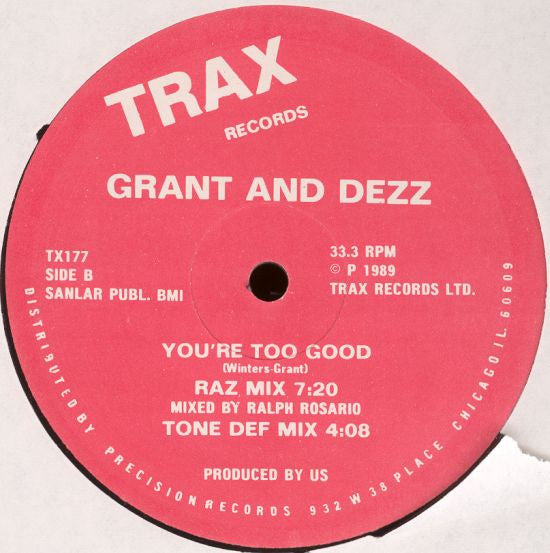 TRAX
RECORDS
GRANT AND DEZZ
TX177
SIDE B
SANLAR PUBL. BMI
33.3 RPM
© P 1989
TRAX RECORDS LTD.
YOU'RE TOO GOOD
(Winters-Grant)
RAZ MIX 7:20
MIXED BY RALPH ROSARIO
TONE DEF MIX 4:08
PRODUCED BY US
DISTRIBUTED BY PRECISION RECORDS 932 W 38 PLACE CHICAGO IL. 60609